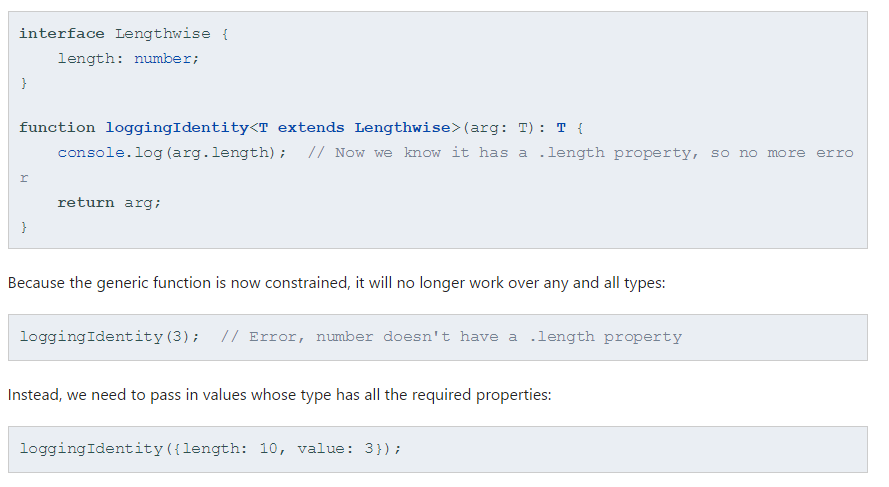 interface Lengthwise {
    length: number;
}
function loggingIdentity<T extends Lengthwise>(arg: T): T {
    console.log(arg.length);  // Now we know it has a .length property, so no more erro
r
    return arg;
}
Because the generic function is now constrained, it will no longer work over any and all types:
loggingIdentity(3);  // Error, number doesn't have a .length property
Instead, we need to pass in values whose type has all the required properties:
loggingIdentity({length: 10, value: 3});